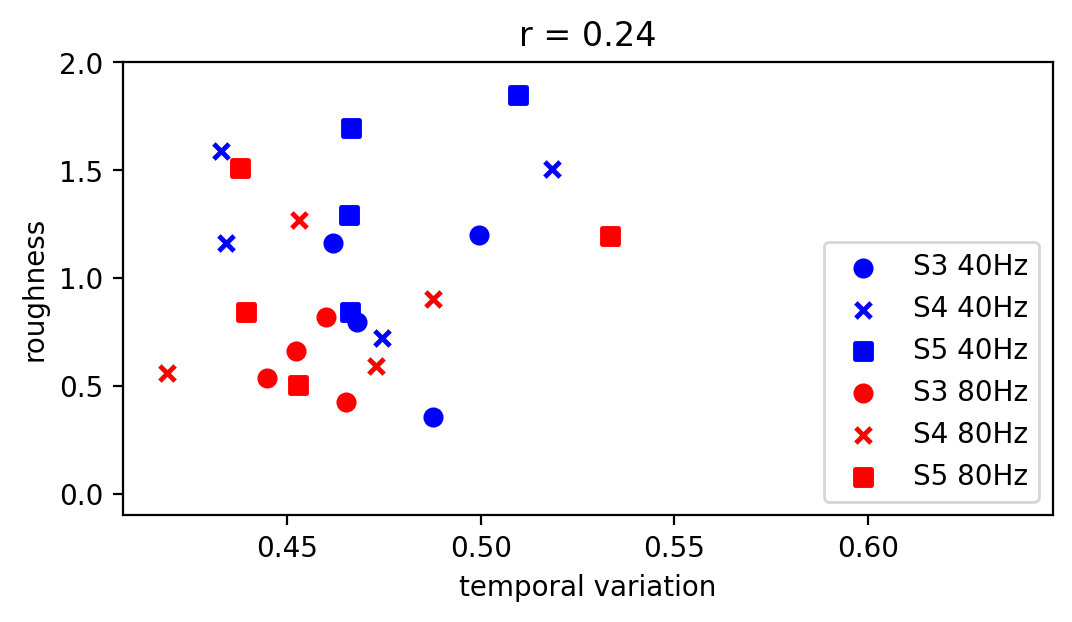 r = 0.24
2.0
1.5
1.0
0.5
0.0
roughness
S3 40Hz
S4 40Hz
S5 40Hz
S3 80Hz
S4 80Hz
S5 80Hz
0.45 0.50 0.55 0.60
temporal variation